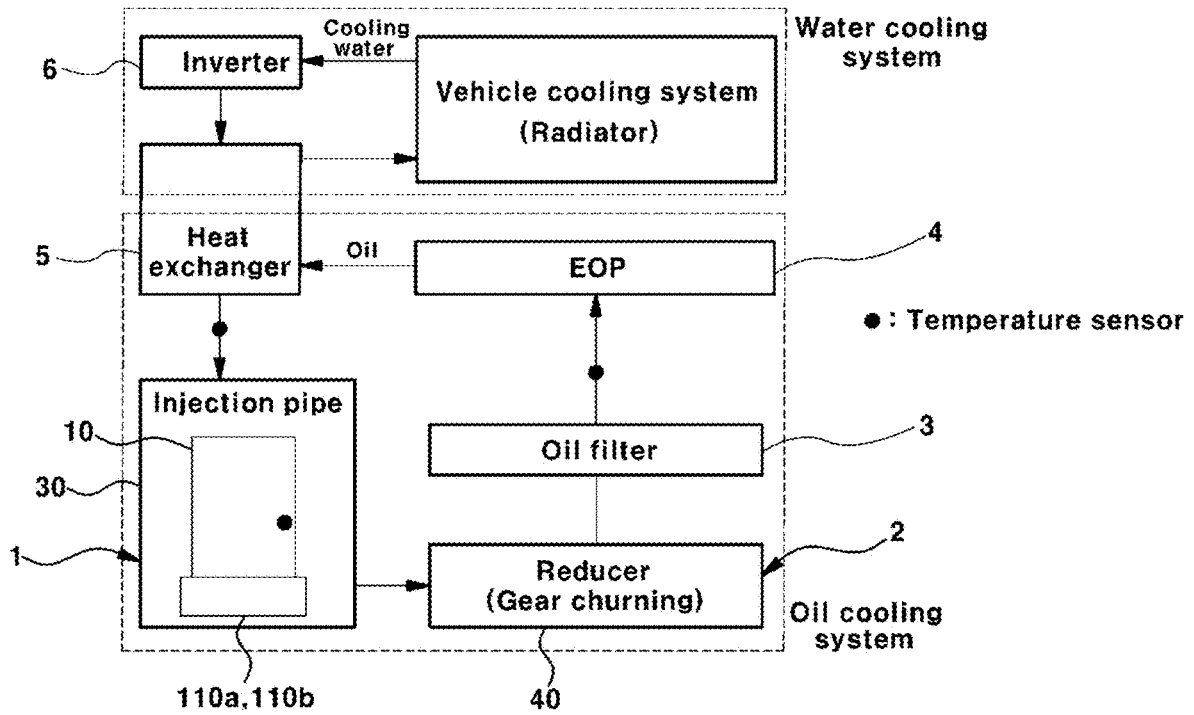 Cooling
water
Water cooling
system
6
Inverter
Vehicle cooling system
(Radiator)
5
Heat
exchanger
Oil
EOP
4
● : Temperature sensor
Injection pipe
10
30
1
Oil filter
3
Reducer
(Gear churning)
2
Oil cooling
system
110a,110b
40